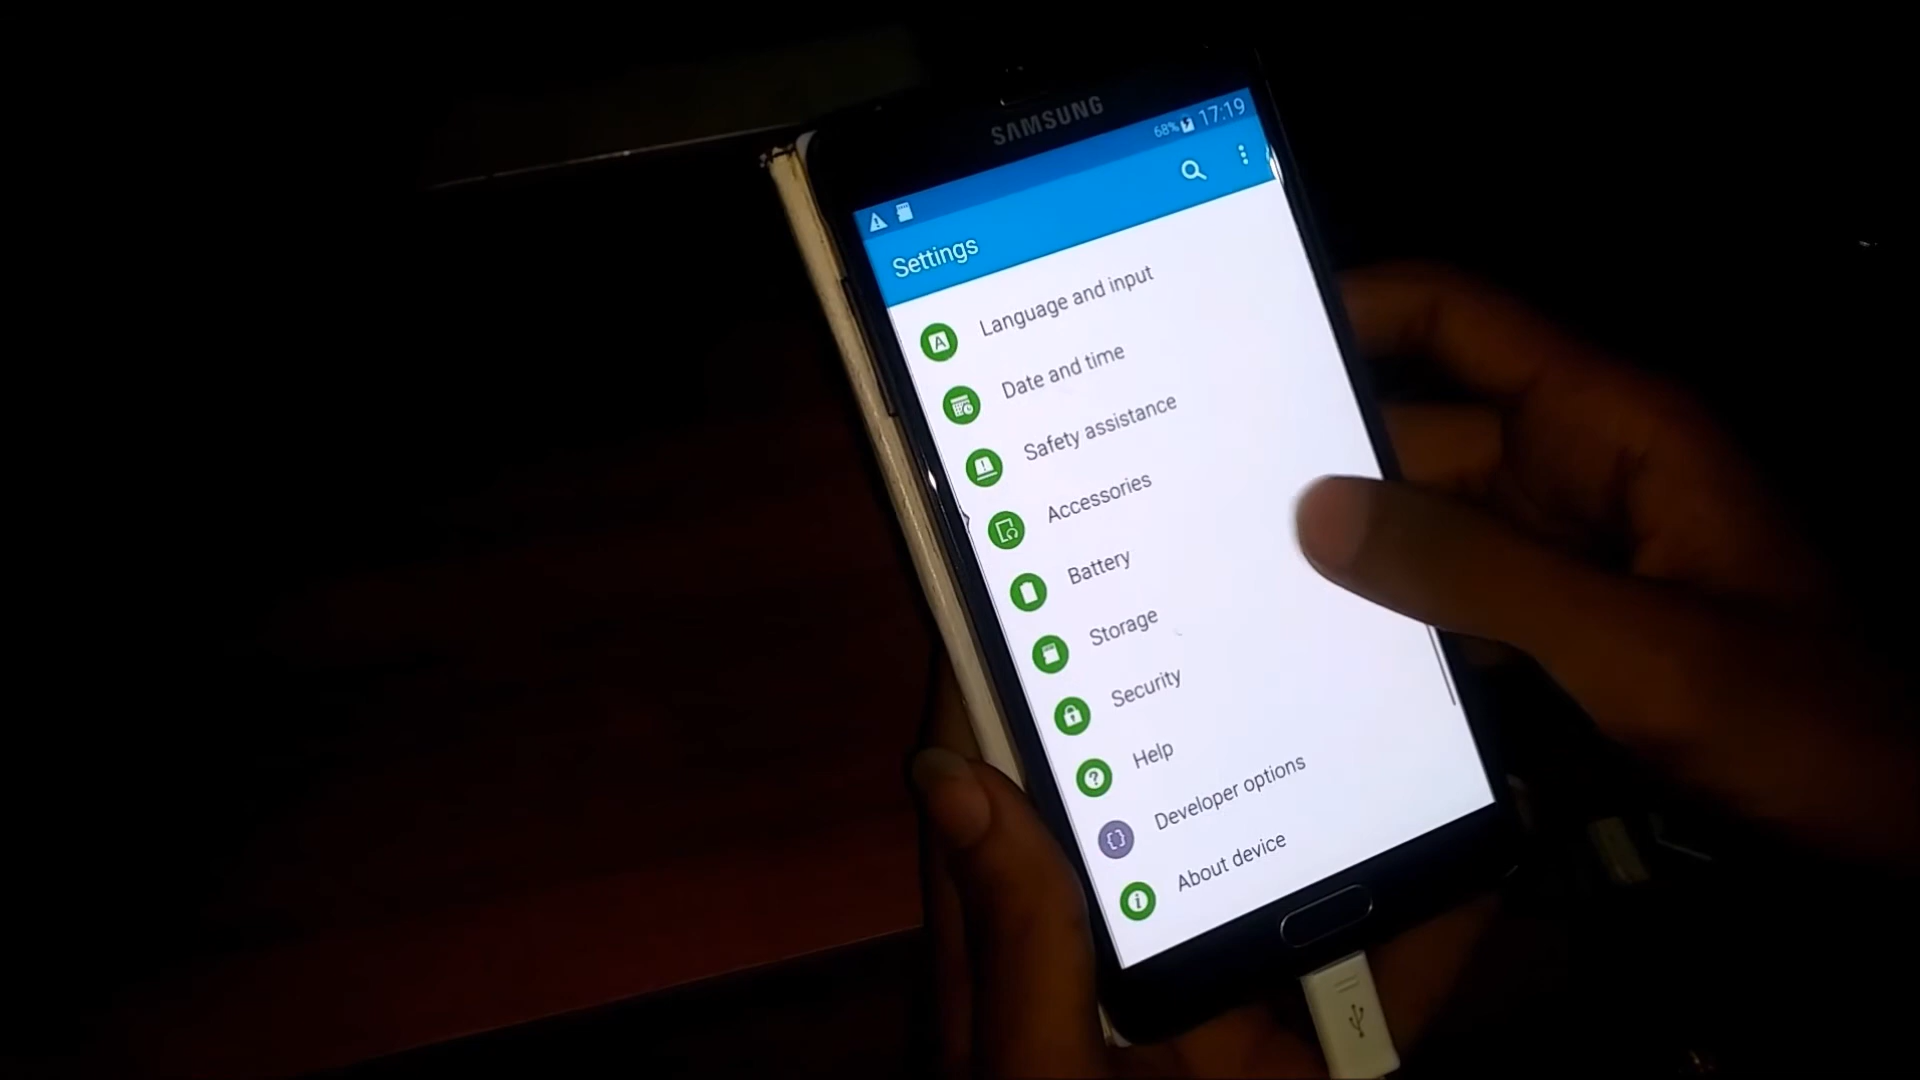 SAMSUNG
68% 17:19
Settings
Language and input
Date and time
Safety assistance
Accessories
Battery
Storage
Security
Help
Developer options
About device